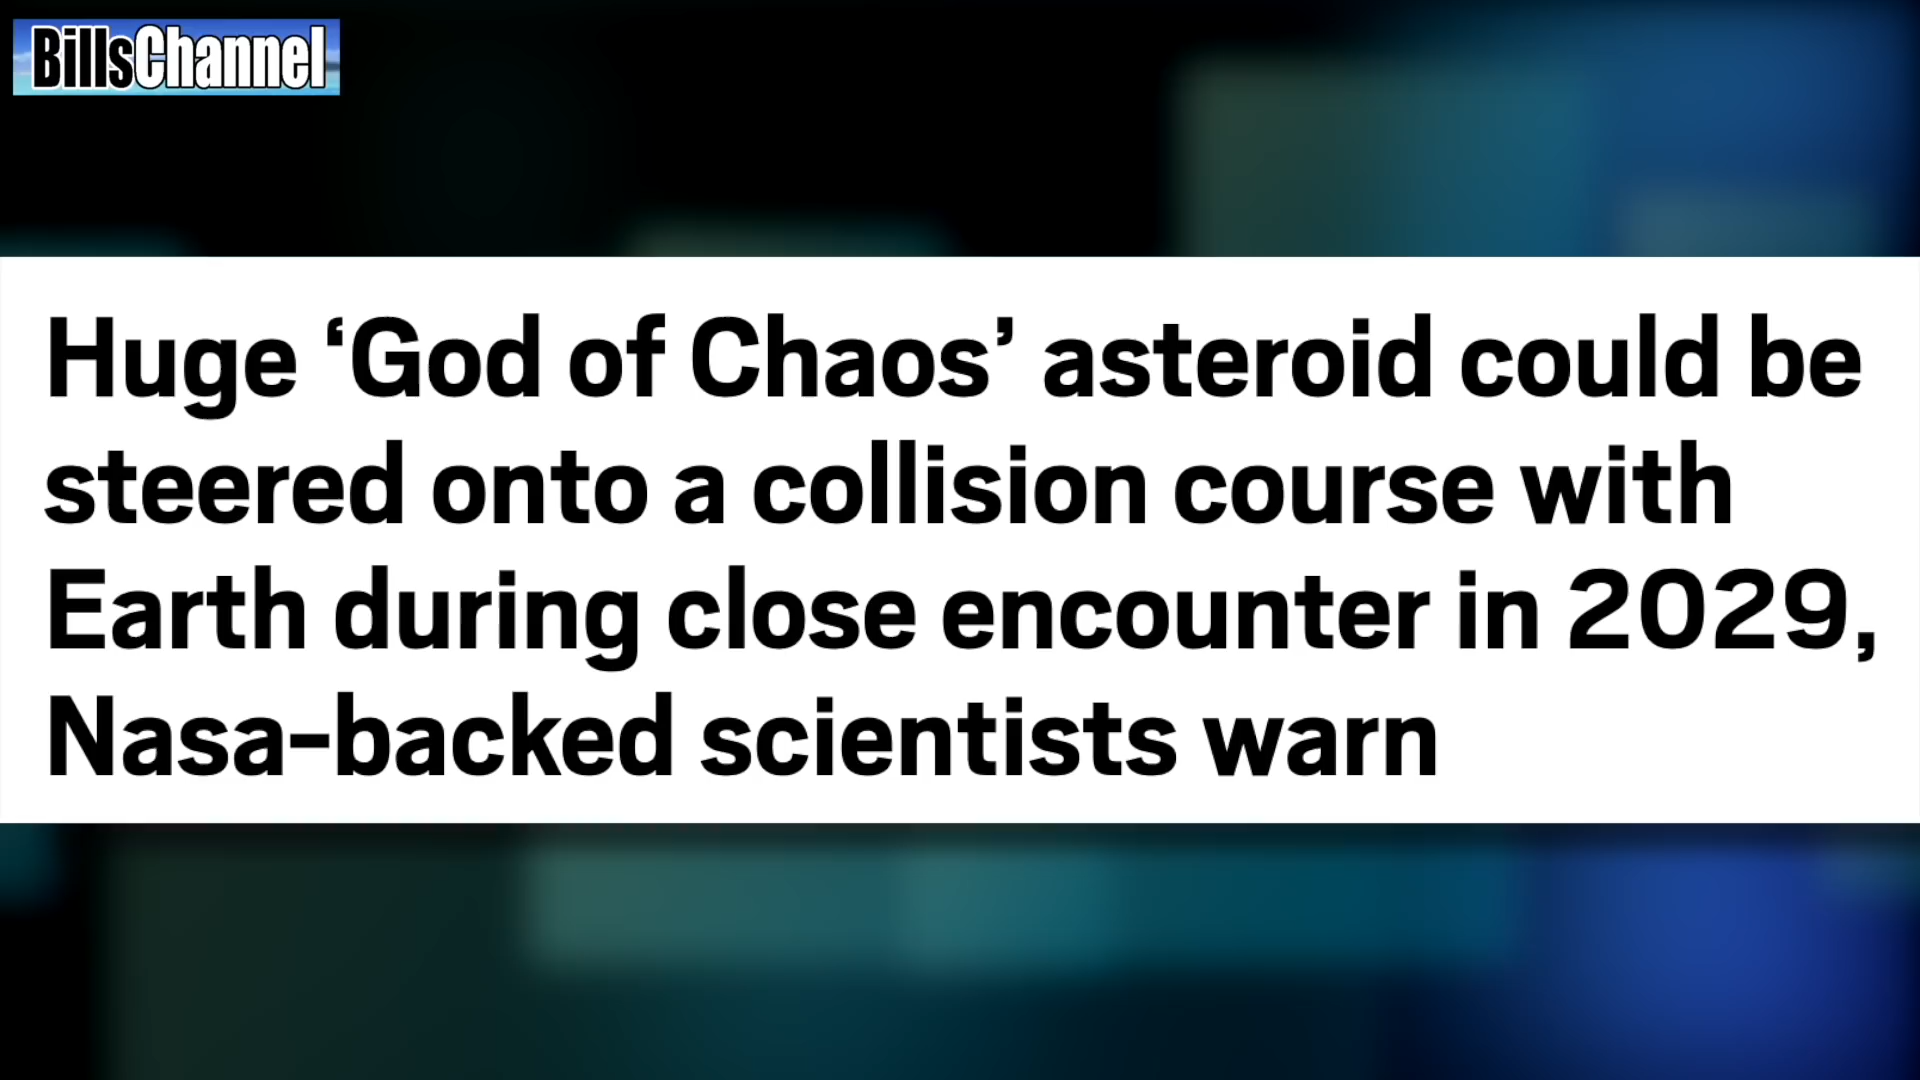 BillsChannel
Huge ‘God of Chaos’ asteroid could be
steered onto a collision course with
Earth during close encounter in 2029,
Nasa-backed scientists warn